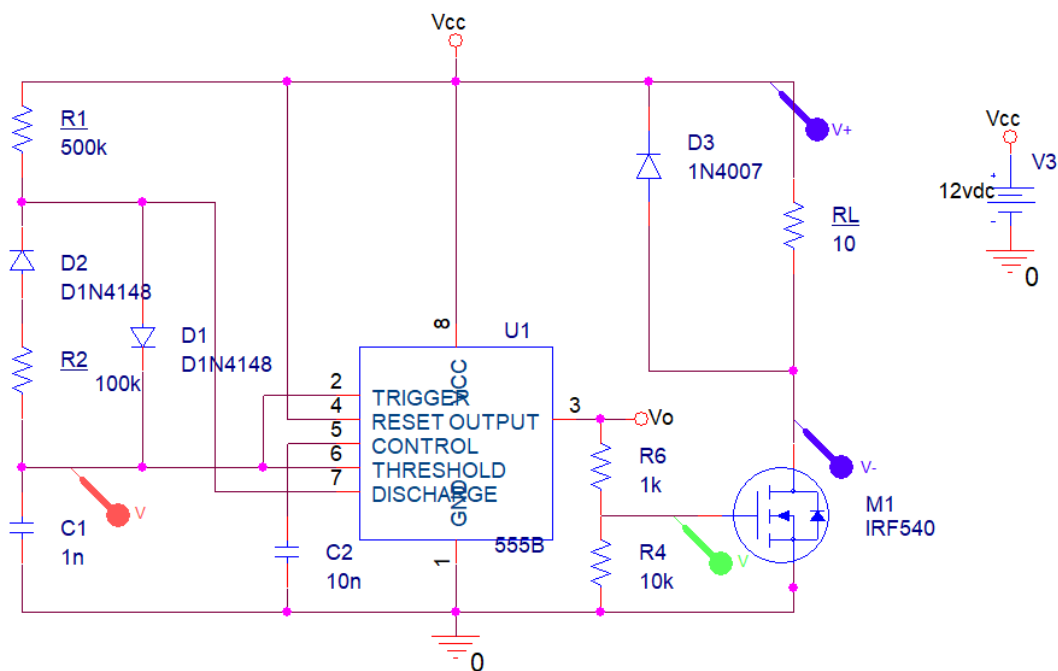 Vcc
R1
500k
V+
D3
1N4007
Vcc
V3
12vdc
+
-
RL
10
0
D2
D1N4148
D1
D1N4148
R2
100k
8
U1
VCC
2
TRIGGER
4
RESET
OUTPUT
3
Vo
5
CONTROL
6
THRESHOLD
7
DISCHARGE
GND
1
555B
R6
1k
V-
V
C1
1n
C2
10n
R4
10k
V
M1
IRF540
0